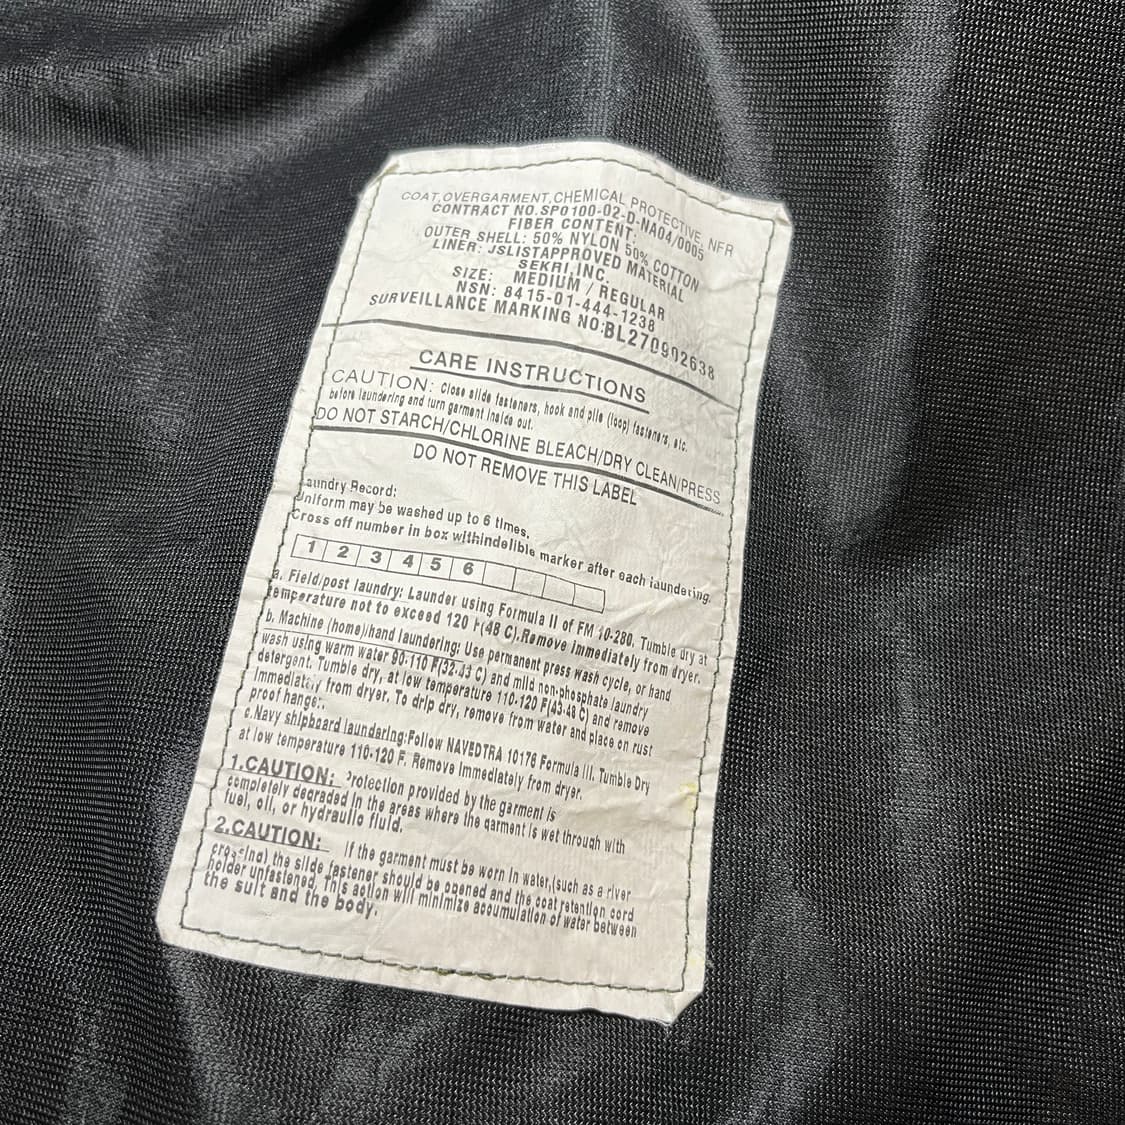 COAT, OVERGARMENT, CHEMICAL PROTECTIVE, NFR
CONTRACT NO.SP0100-02-D-NA04/0005
FIBER CONTENT:
OUTER SHELL: 50% NYLON 50% COTTON
LINER: JSLISTAPPROVED MATERIAL
SEKRI, INC.
SIZE: MEDIUM / REGULAR
NSN: 8415-01-444-1238
SURVEILLANCE MARKING NO:BL270902638
CARE INSTRUCTIONS
CAUTION: Close slide fasteners, hook and pile (loop) fasteners, etc.
before laundering and turn garment inside out.
DO NOT STARCH/CHLORINE BLEACH/DRY CLEAN/PRESS
DO NOT REMOVE THIS LABEL
Laundry Record:
Uniform may be washed up to 6 times.
Cross off number in box withindelible marker after each laundering.
1 2 3 4 5 6
a. Field/post laundry: Launder using Formula II of FM 10-280, Tumble dry at
temperature not to exceed 120 F(48 C).Remove immediately from dryer.
b. Machine (home)/hand laundering: Use permanent press wash cycle, or hand
wash using warm water 90-110 F(32-43 C) and mild non-phosphate laundry
detergent. Tumble dry, at low temperature 110-120 F(43-48 C) and remove
immediately from dryer. To drip dry, remove from water and place on rust
proof hange:.
c.Navy shipboard laundaring:Follow NAVEDTRA 10176 Formula III. Tumble Dry
at low temperature 110-120 F. Remove Immediately from dryer.
1.CAUTION: Protection provided by the garment is
completely degraded in the areas where the garment is wet through with
fuel, oil, or hydraulic fluid.
2.CAUTION: If the garment must be worn in water,(such as a river
crossing) the slide fastener should be opened and the coat retention cord
holder unfastened. This action will minimize accumulation of water between
the suit and the body.